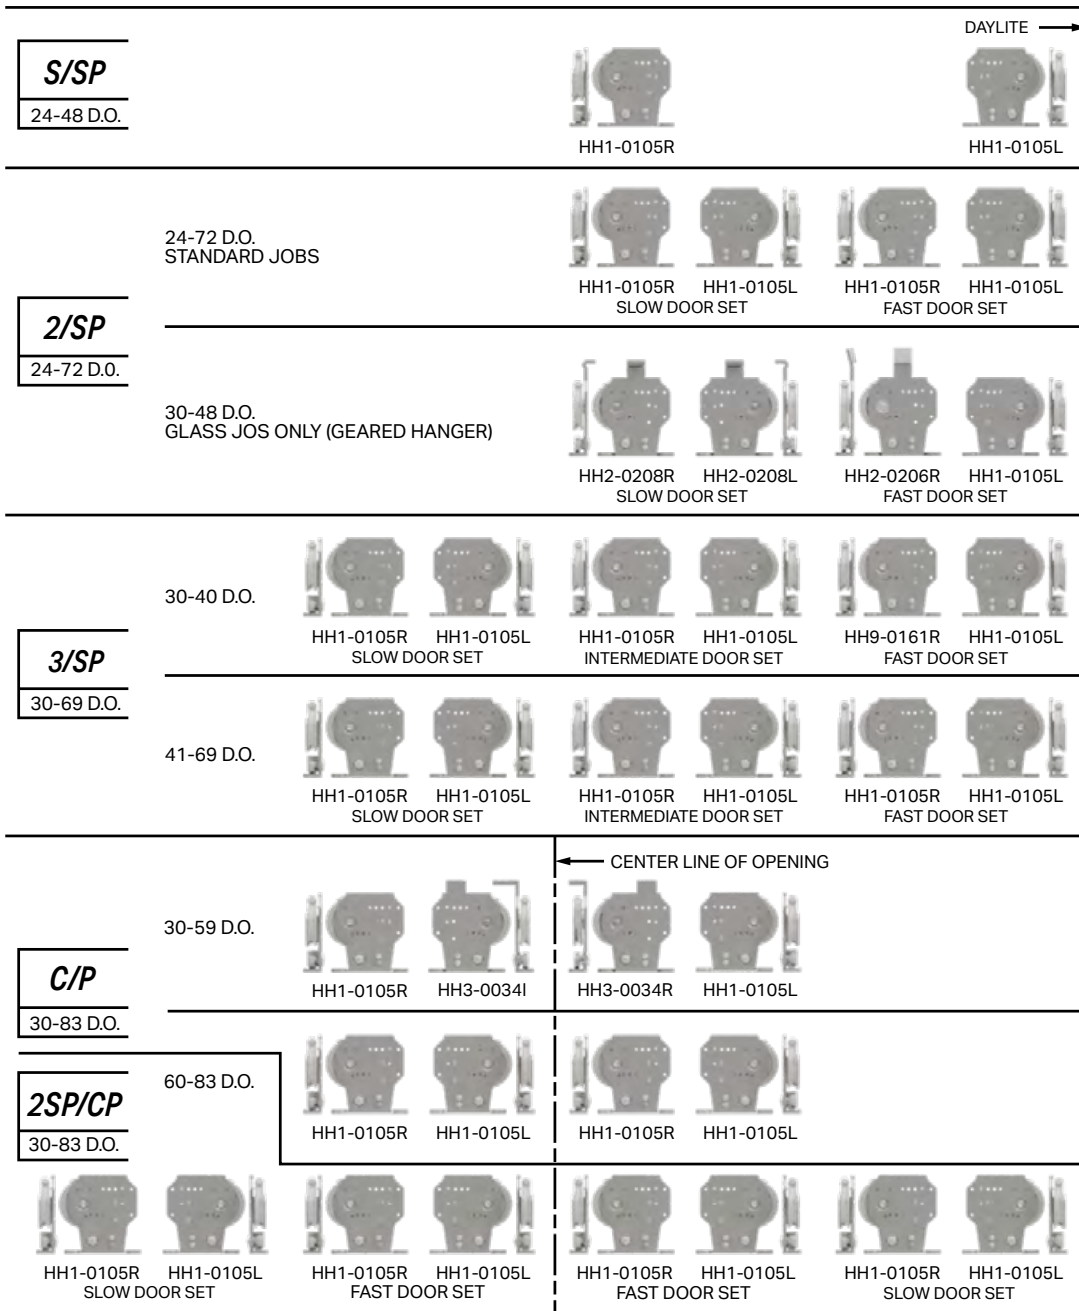 DAYLITE
S/SP
24-48 D.O.
HH1-0105R HH1-0105L
24-72 D.O.
STANDARD JOBS
HH1-0105R HH1-0105L HH1-0105R HH1-0105L
SLOW DOOR SET FAST DOOR SET
2/SP
24-72 D.0.
30-48 D.O.
GLASS JOS ONLY (GEARED HANGER)
HH2-0208R HH2-0208L HH2-0206R HH1-0105L
SLOW DOOR SET FAST DOOR SET
30-40 D.O.
HH1-0105R HH1-0105L HH1-0105R HH1-0105L HH9-0161R HH1-0105L
SLOW DOOR SET INTERMEDIATE DOOR SET FAST DOOR SET
3/SP
30-69 D.O.
41-69 D.O.
HH1-0105R HH1-0105L HH1-0105R HH1-0105L HH1-0105R HH1-0105L
SLOW DOOR SET INTERMEDIATE DOOR SET FAST DOOR SET
CENTER LINE OF OPENING
30-59 D.O.
HH1-0105R HH3-0034I HH3-0034R HH1-0105L
C/P
30-83 D.O.
60-83 D.O.
HH1-0105R HH1-0105L HH1-0105R HH1-0105L
2SP/CP
30-83 D.O.
HH1-0105R HH1-0105L HH1-0105R HH1-0105L HH1-0105R HH1-0105L HH1-0105R HH1-0105L
SLOW DOOR SET FAST DOOR SET FAST DOOR SET SLOW DOOR SET